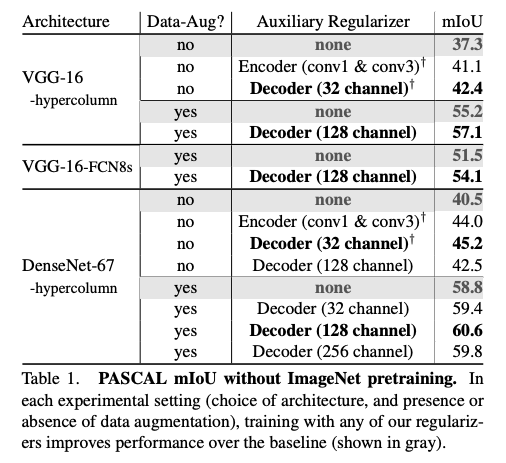 Architecture Data-Aug? Auxiliary Regularizer mIoU
VGG-16
-hypercolumn
no none 37.3
no Encoder (conv1 & conv3)† 41.1
no Decoder (32 channel)† 42.4
yes none 55.2
yes Decoder (128 channel) 57.1
VGG-16-FCN8s
yes none 51.5
yes Decoder (128 channel) 54.1
DenseNet-67
-hypercolumn
no none 40.5
no Encoder (conv1 & conv3)† 44.0
no Decoder (32 channel)† 45.2
no Decoder (128 channel) 42.5
yes none 58.8
yes Decoder (32 channel) 59.4
yes Decoder (128 channel) 60.6
yes Decoder (256 channel) 59.8
Table 1. PASCAL mIoU without ImageNet pretraining. In
each experimental setting (choice of architecture, and presence or
absence of data augmentation), training with any of our regulariz-
ers improves performance over the baseline (shown in gray).